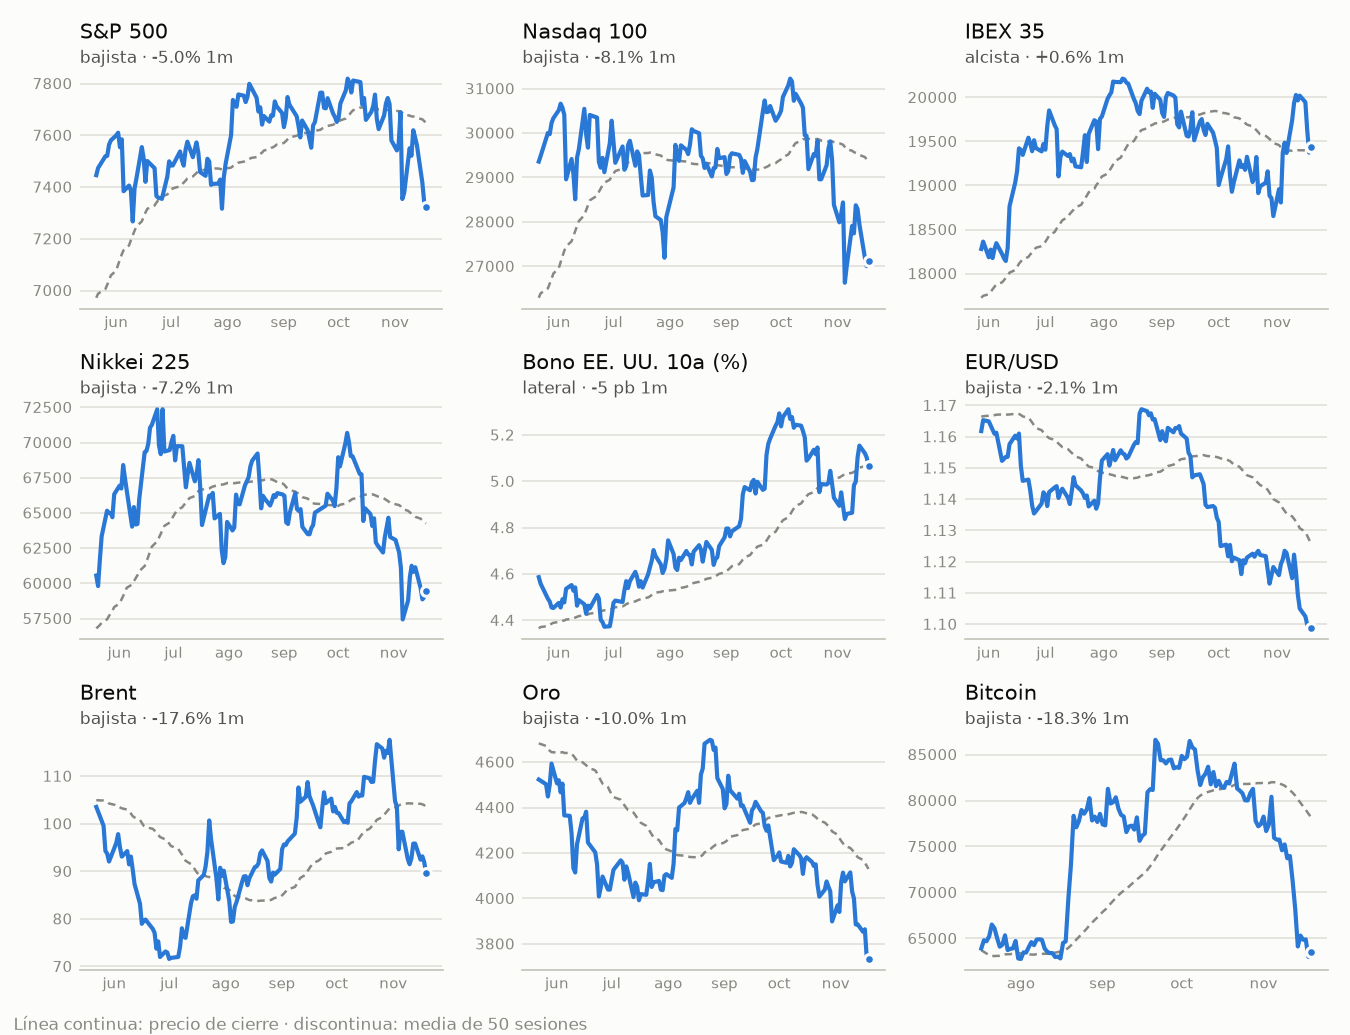 S&P 500
bajista · -5.0% 1m
7800
7600
7400
7200
7000
jun jul ago sep oct nov
Nasdaq 100
bajista · -8.1% 1m
31000
30000
29000
28000
27000
jun jul ago sep oct nov
IBEX 35
alcista · +0.6% 1m
20000
19500
19000
18500
18000
jun jul ago sep oct nov
Nikkei 225
bajista · -7.2% 1m
72500
70000
67500
65000
62500
60000
57500
jun jul ago sep oct nov
Bono EE. UU. 10a (%)
lateral · -5 pb 1m
5.2
5.0
4.8
4.6
4.4
jun jul ago sep oct nov
EUR/USD
bajista · -2.1% 1m
1.17
1.16
1.15
1.14
1.13
1.12
1.11
1.10
jun jul ago sep oct nov
Brent
bajista · -17.6% 1m
110
100
90
80
70
jun jul ago sep oct nov
Oro
bajista · -10.0% 1m
4600
4400
4200
4000
3800
jun jul ago sep oct nov
Bitcoin
bajista · -18.3% 1m
85000
80000
75000
70000
65000
ago sep oct nov
Línea continua: precio de cierre · discontinua: media de 50 sesiones